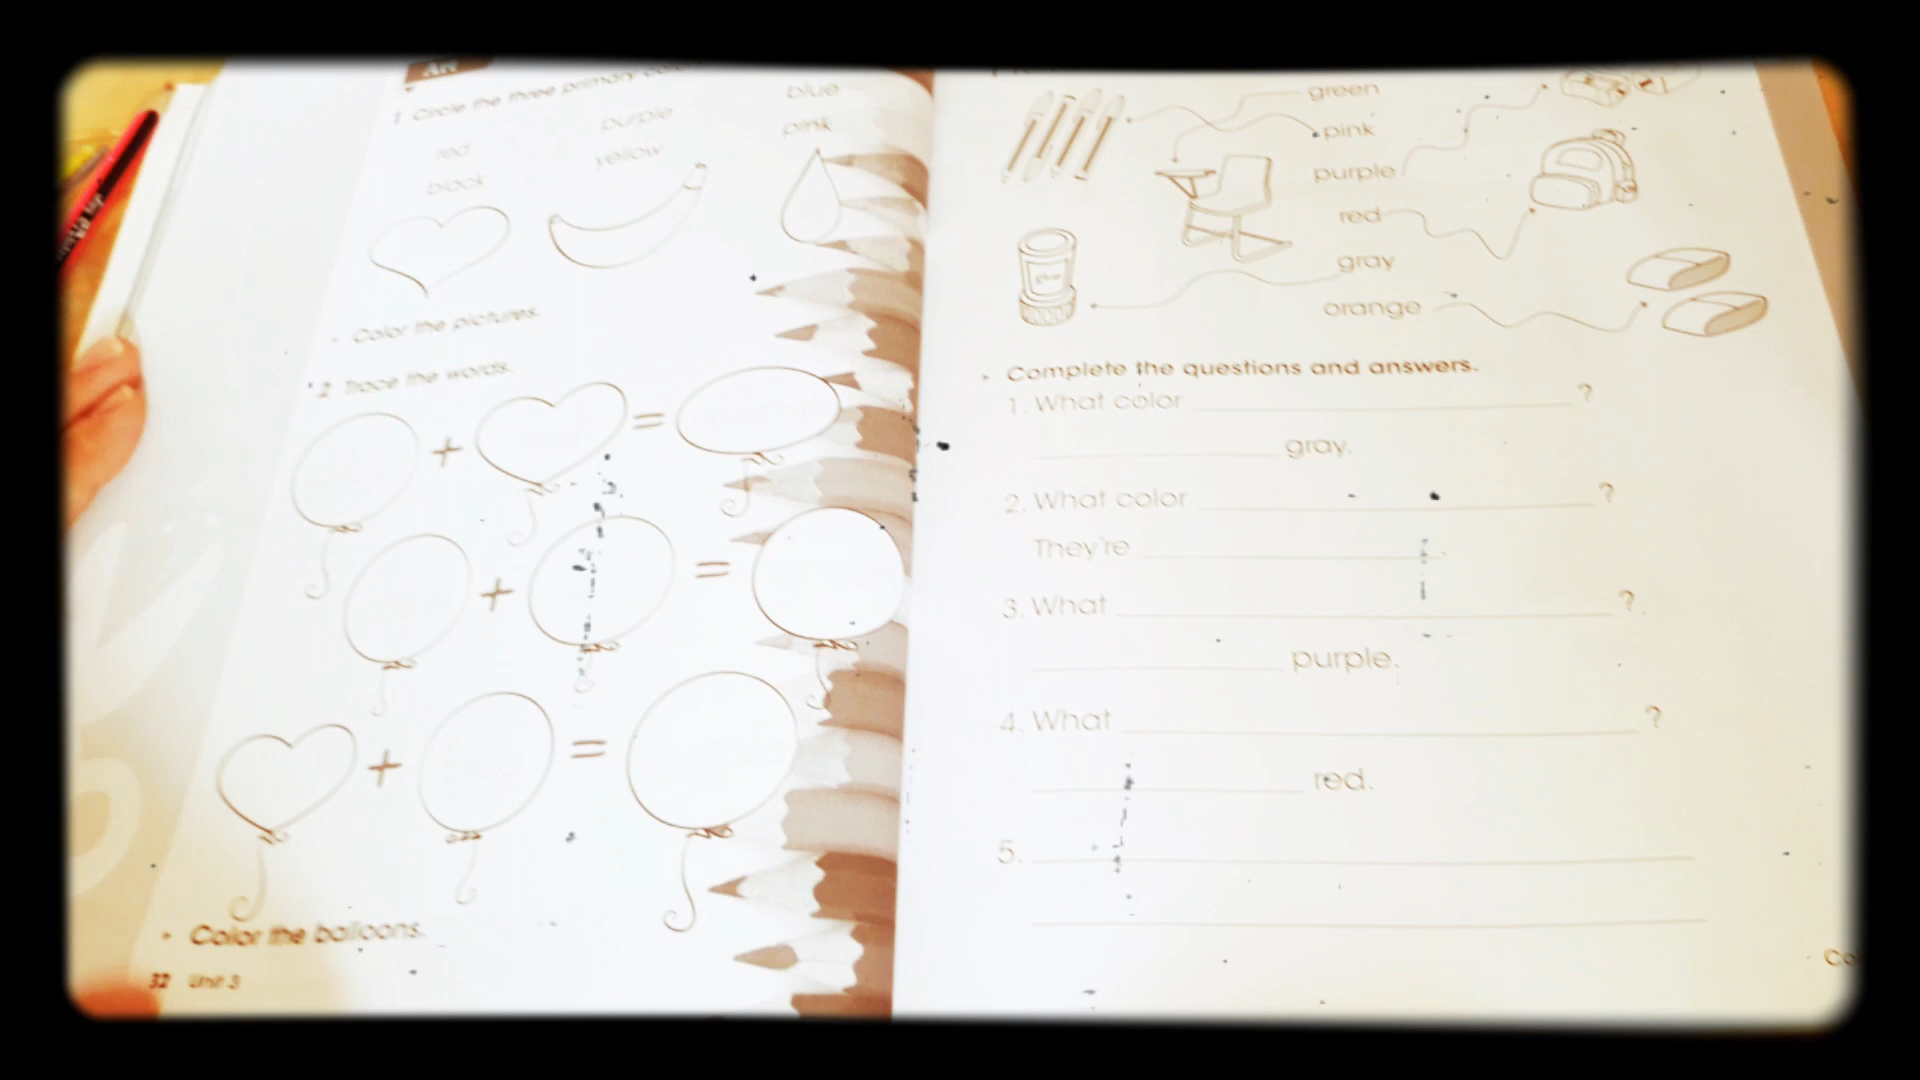 Art
1 Circle the three primary colors
red purple blue
black yellow pink
Color the pictures.
2 Trace the words.
Color the balloons.
32 Unit 3
green
pink
purple
red
gray
orange
glue
Complete the questions and answers.
1. What color ?
gray.
2. What color ?
They're .
3. What ?
purple.
4. What ?
red.
5.